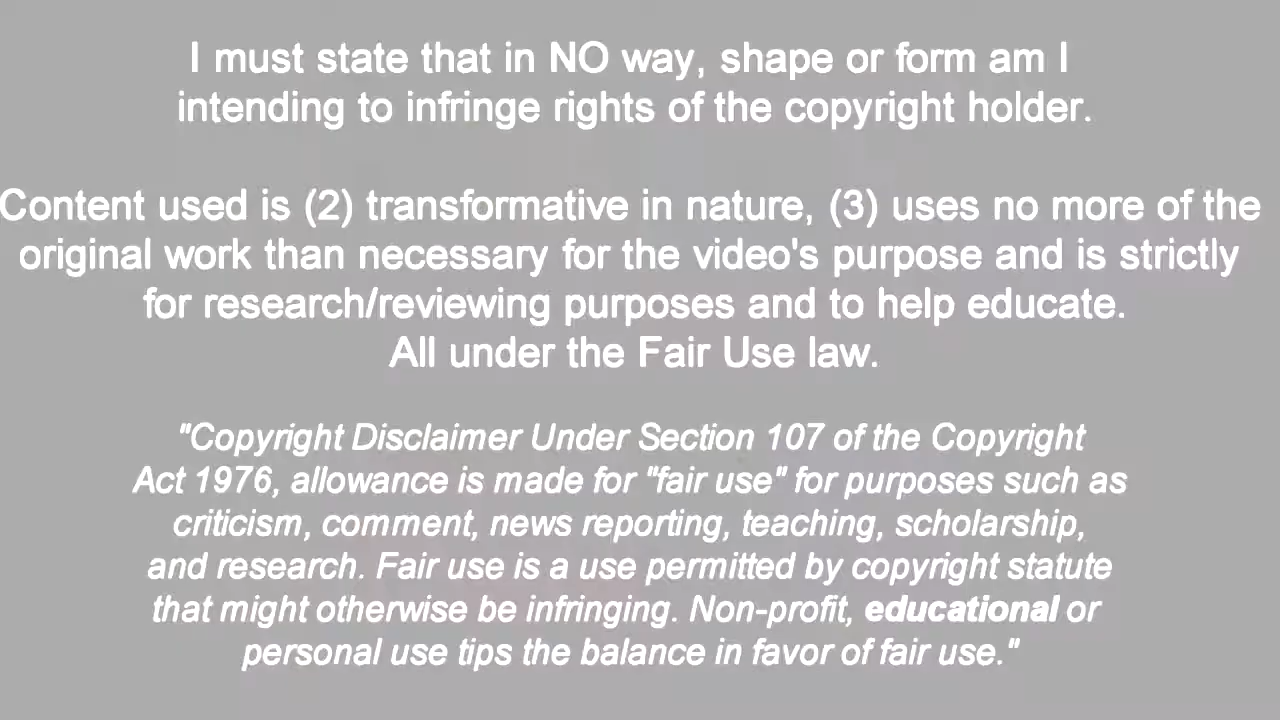 I must state that in NO way, shape or form am I
intending to infringe rights of the copyright holder.
Content used is (2) transformative in nature, (3) uses no more of the
original work than necessary for the video's purpose and is strictly
for research/reviewing purposes and to help educate.
All under the Fair Use law.
"Copyright Disclaimer Under Section 107 of the Copyright
Act 1976, allowance is made for "fair use" for purposes such as
criticism, comment, news reporting, teaching, scholarship,
and research. Fair use is a use permitted by copyright statute
that might otherwise be infringing. Non-profit, educational or
personal use tips the balance in favor of fair use."